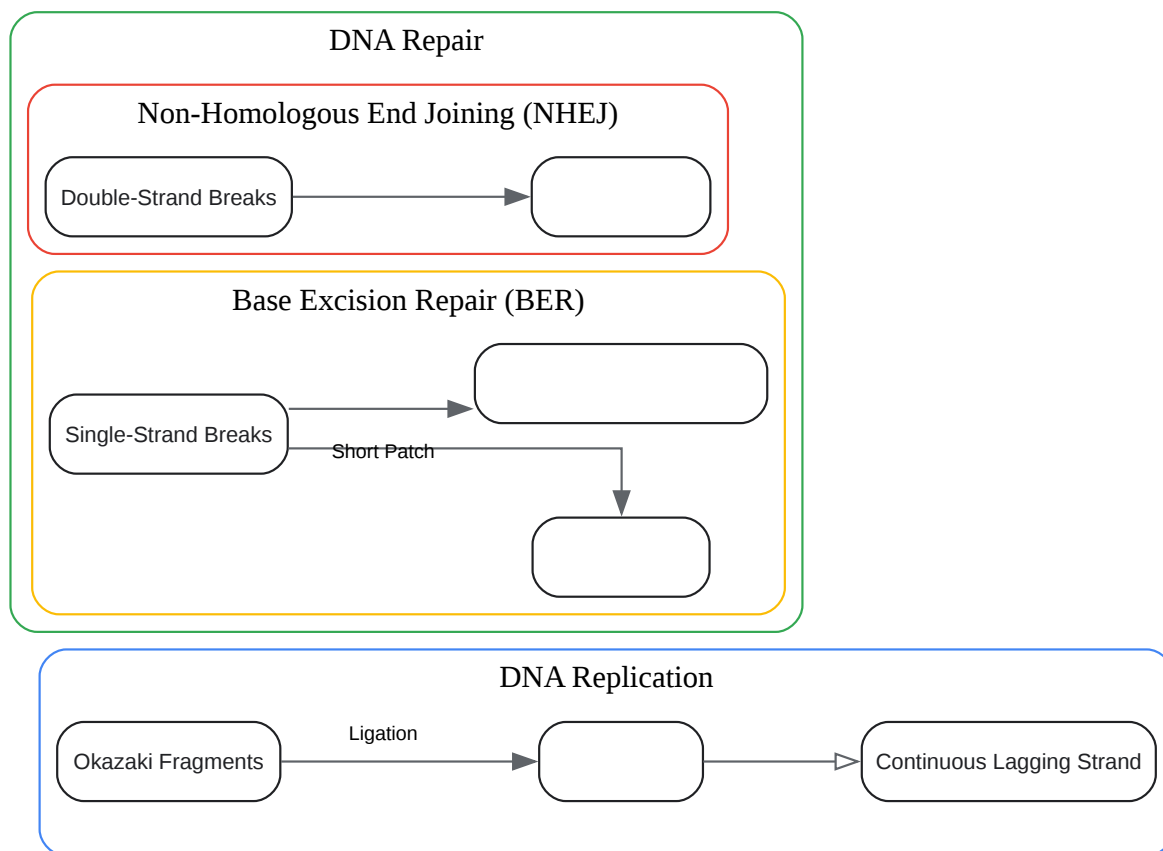 DNA Repair
Non-Homologous End Joining (NHEJ)
Double-Strand Breaks
Base Excision Repair (BER)
Single-Strand Breaks
Short Patch
DNA Replication
Ligation
Okazaki Fragments
Continuous Lagging Strand